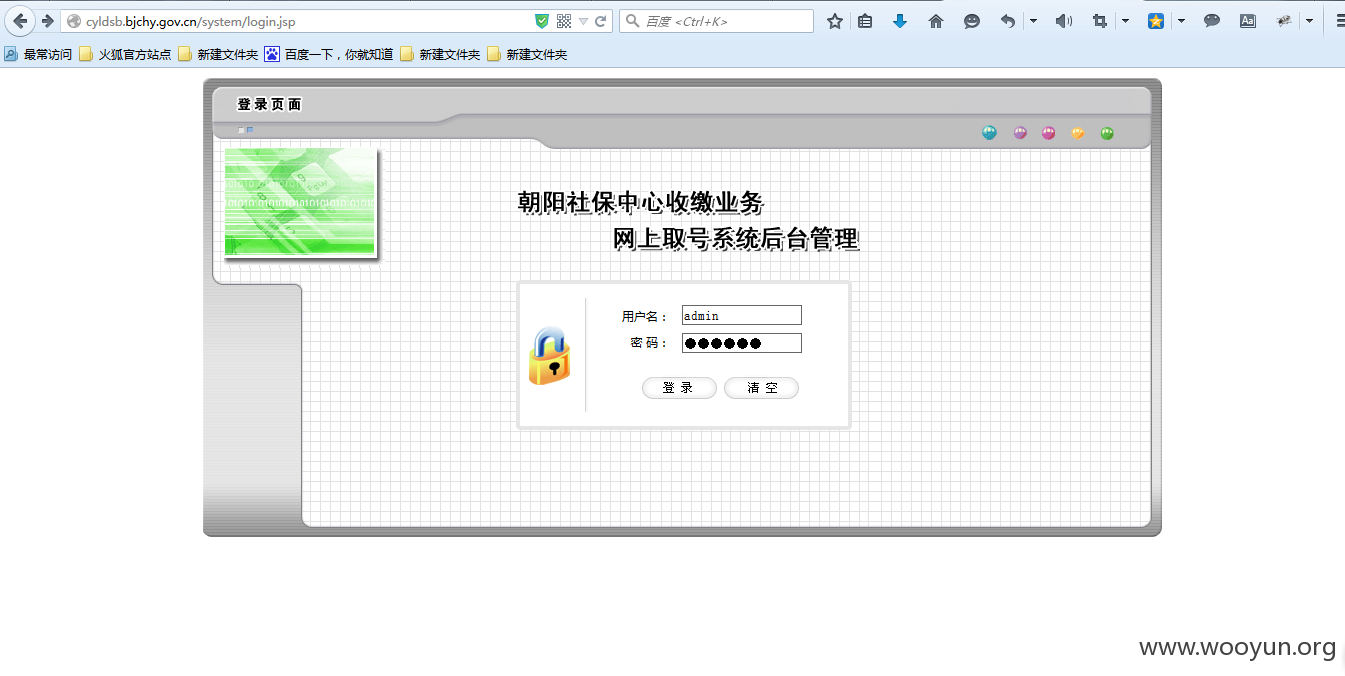 cyldsb.bjchy.gov.cn/system/login.jsp
百度 <Ctrl+K>
最常访问 火狐官方站点 新建文件夹 百度一下，你就知道 新建文件夹 新建文件夹
登录页面
朝阳社保中心收缴业务
网上取号系统后台管理
用户名： admin
密 码： ●●●●●●
登 录 清 空
www.wooyun.org